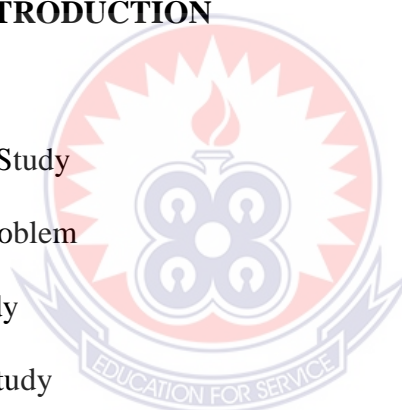 TRODUCTION
Study
oblem
dy
tudy
EDUCATION FOR SERVICE